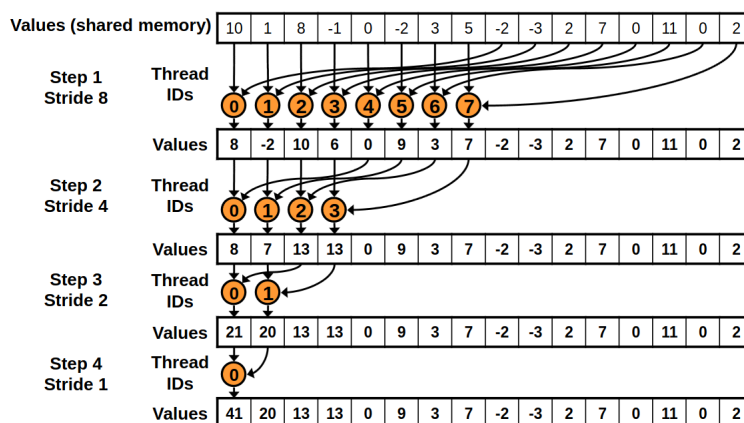 Values (shared memory) 10 1 8 -1 0 -2 3 5 -2 -3 2 7 0 11 0 2
Step 1 Thread
Stride 8 IDs 0 1 2 3 4 5 6 7
Values 8 -2 10 6 0 9 3 7 -2 -3 2 7 0 11 0 2
Step 2 Thread
Stride 4 IDs 0 1 2 3
Values 8 7 13 13 0 9 3 7 -2 -3 2 7 0 11 0 2
Step 3 Thread
Stride 2 IDs 0 1
Values 21 20 13 13 0 9 3 7 -2 -3 2 7 0 11 0 2
Step 4 Thread
Stride 1 IDs 0
Values 41 20 13 13 0 9 3 7 -2 -3 2 7 0 11 0 2